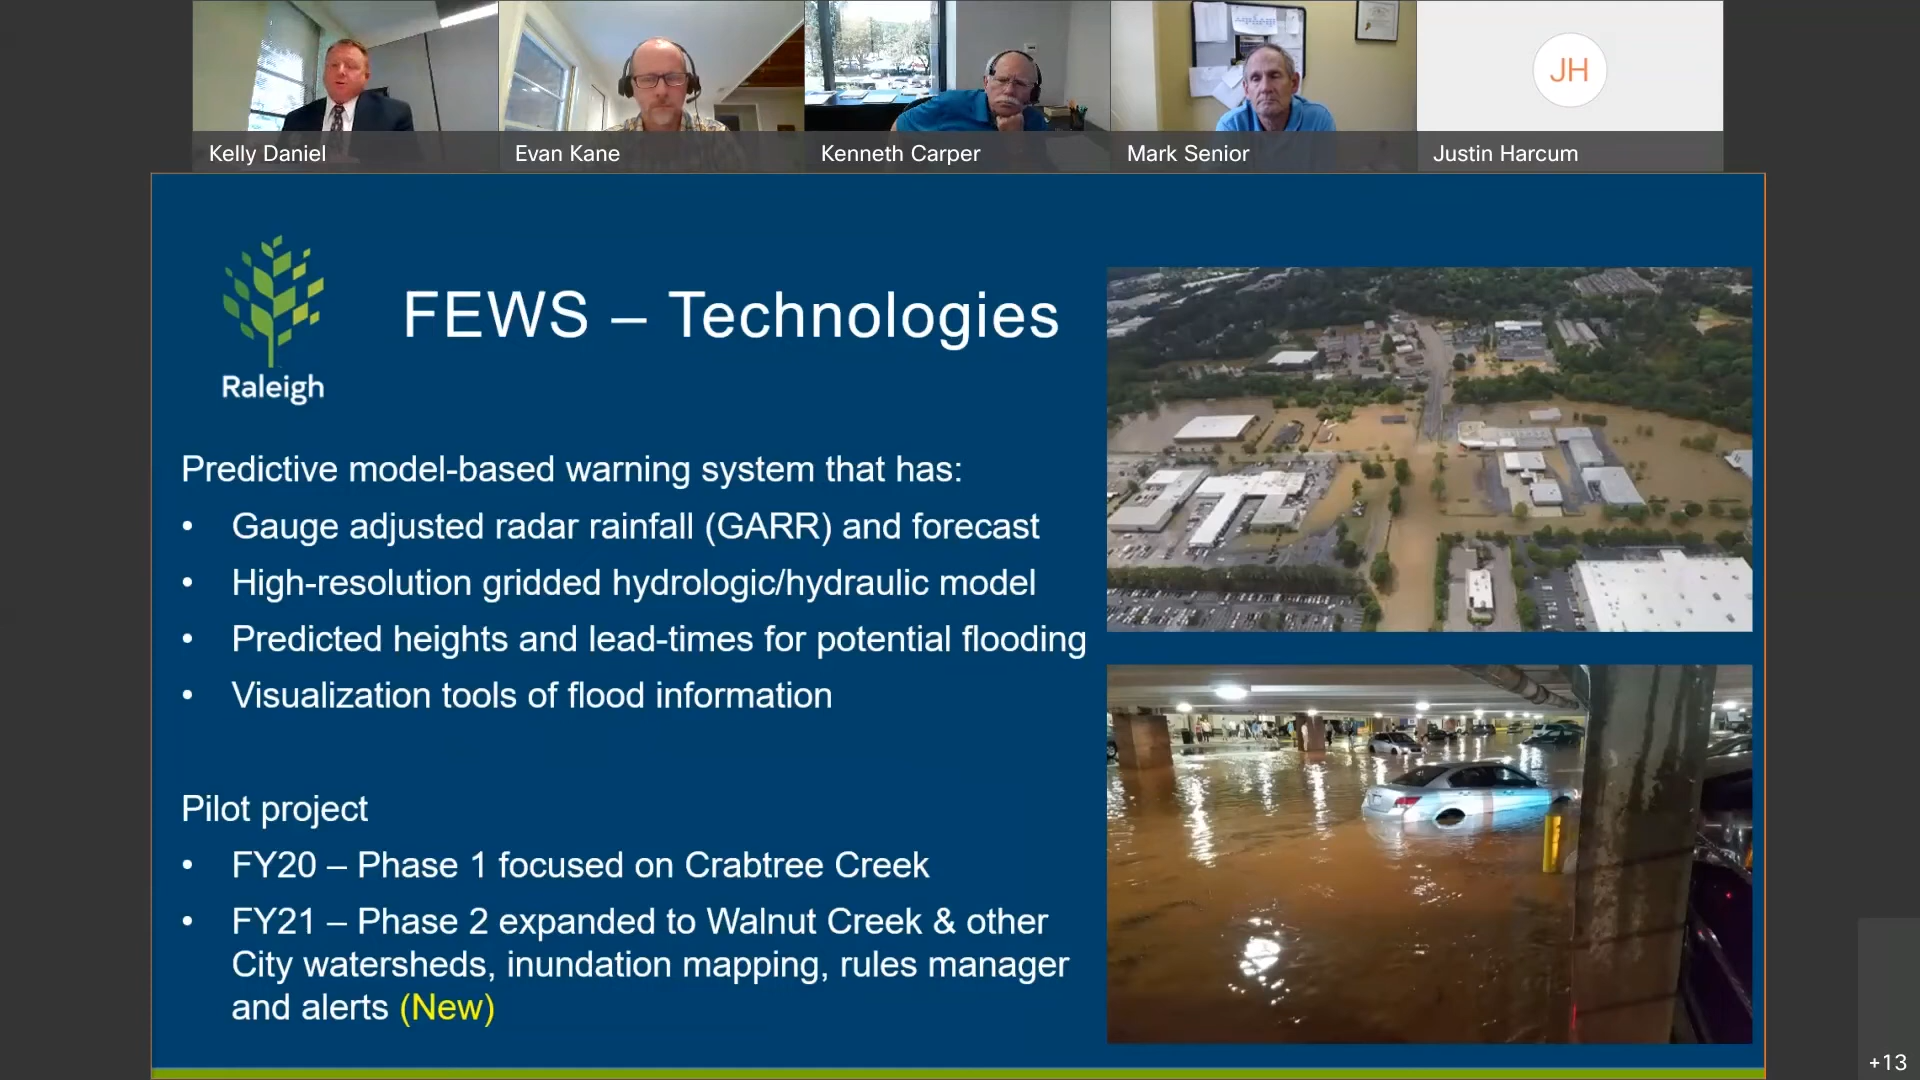 Kelly Daniel
Evan Kane
Kenneth Carper
Mark Senior
JH
Justin Harcum
Raleigh
FEWS – Technologies
Predictive model-based warning system that has:
• Gauge adjusted radar rainfall (GARR) and forecast
• High-resolution gridded hydrologic/hydraulic model
• Predicted heights and lead-times for potential flooding
• Visualization tools of flood information
Pilot project
• FY20 – Phase 1 focused on Crabtree Creek
• FY21 – Phase 2 expanded to Walnut Creek & other
City watersheds, inundation mapping, rules manager
and alerts (New)
+13